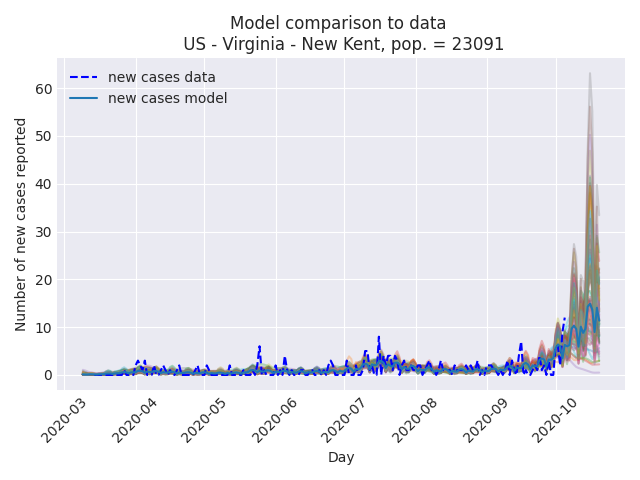 Model comparison to data
US - Virginia - New Kent, pop. = 23091
new cases data
new cases model
Number of new cases reported
60
50
40
30
20
10
0
2020-03
2020-04
2020-05
2020-06
2020-07
2020-08
2020-09
2020-10
Day